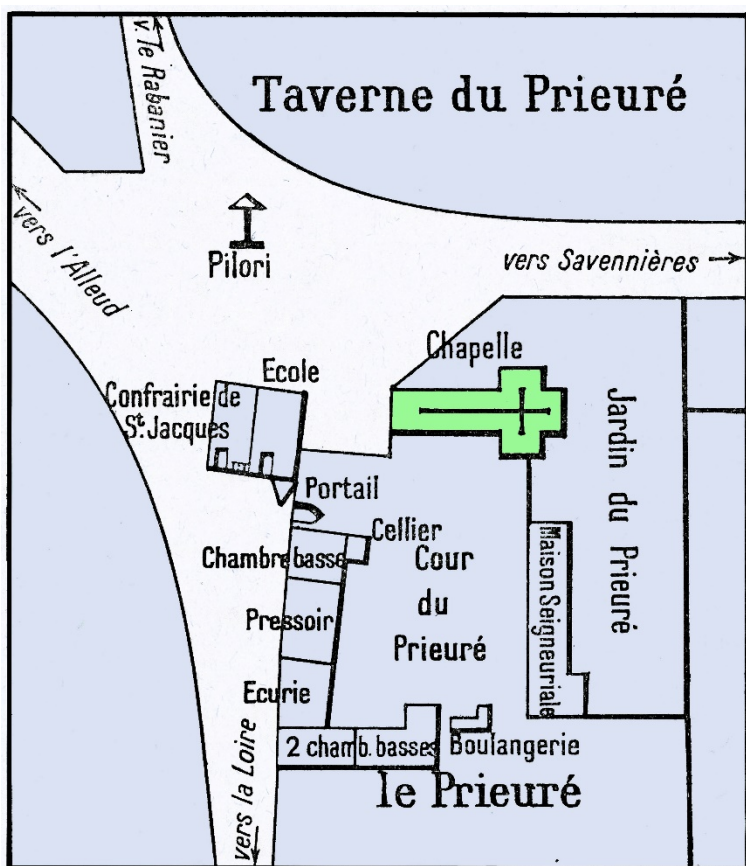 v. le Rabanier
Taverne du Prieuré
vers l'Alleud
Pilori
vers Savennières
Ecole
Chapelle
Confrairie de
St. Jacques
Jardin du Prieuré
Portail
Cellier
Chambre basse
Cour
du
Prieuré
Maison Seigneuriale
Pressoir
Ecurie
2 chamb. basses
Boulangerie
le Prieuré
vers la Loire